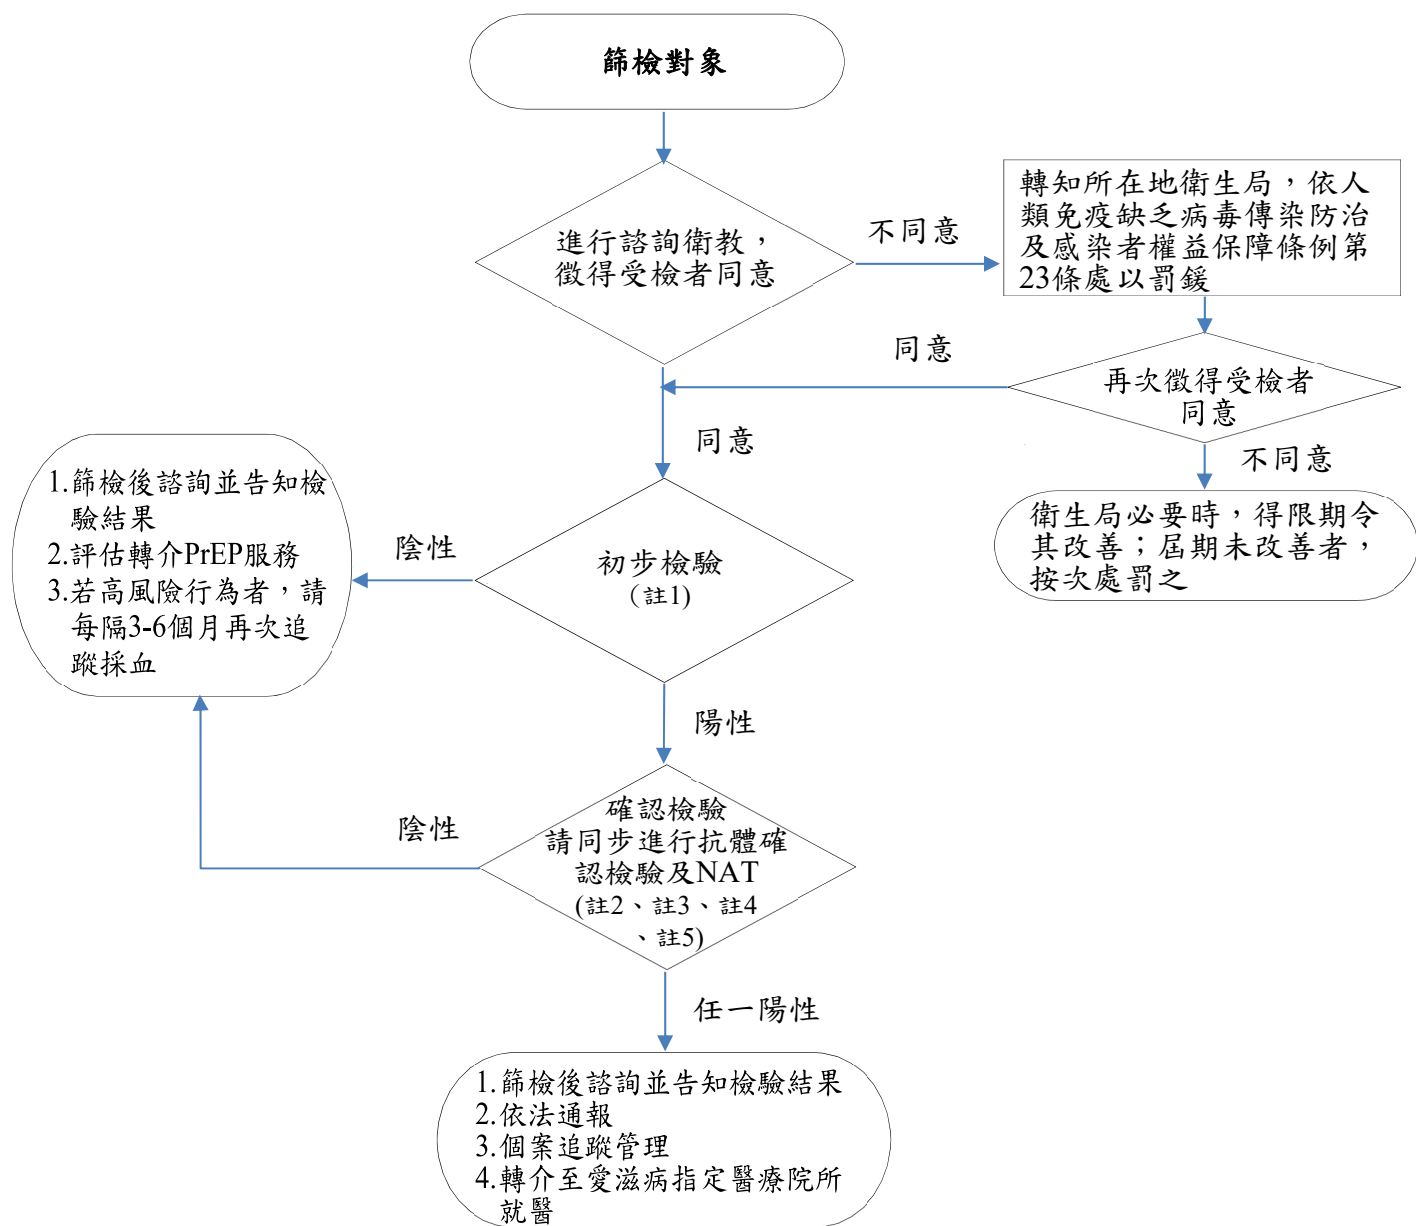 篩檢對象
進行諮詢衛教，
徵得受檢者同意
不同意
轉知所在地衛生局，依人
類免疫缺乏病毒傳染防治
及感染者權益保障條例第
23條處以罰鍰
同意
再次徵得受檢者
同意
不同意
衛生局必要時，得限期令
其改善；屆期未改善者，
按次處罰之
同意
初步檢驗
（註1)
陰性
1.篩檢後諮詢並告知檢
驗結果
2.評估轉介PrEP服務
3.若高風險行為者，請
每隔3-6個月再次追
蹤採血
陽性
確認檢驗
請同步進行抗體確
認檢驗及NAT
(註2、註3、註4
、註5)
陰性
任一陽性
1.篩檢後諮詢並告知檢驗結果
2.依法通報
3.個案追蹤管理
4.轉介至愛滋病指定醫療院所
就醫